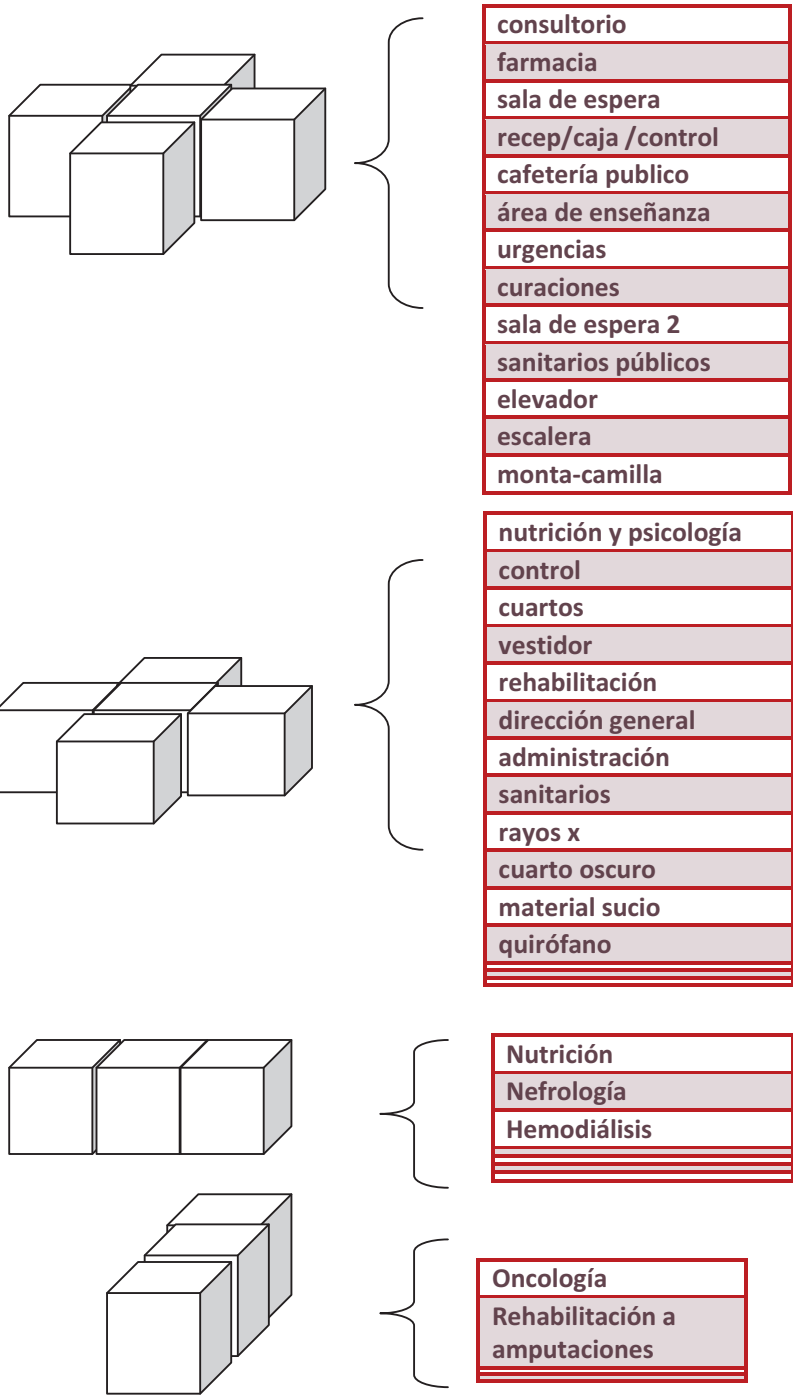 consultorio
farmacia
sala de espera
recep/caja /control
cafetería publico
área de enseñanza
urgencias
curaciones
sala de espera 2
sanitarios públicos
elevador
escalera
monta-camilla
nutrición y psicología
control
cuartos
vestidor
rehabilitación
dirección general
administración
sanitarios
rayos x
cuarto oscuro
material sucio
quirófano
Nutrición
Nefrología
Hemodiálisis
Oncología
Rehabilitación a
amputaciones